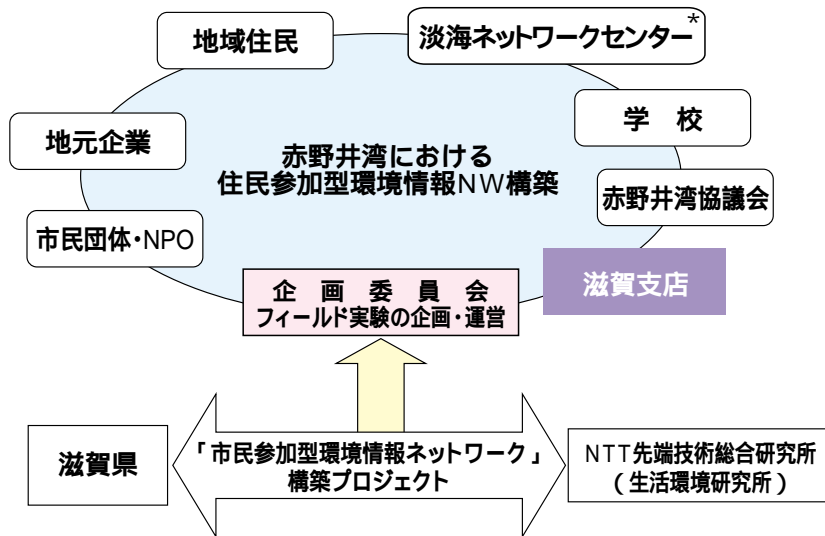 地域住民
淡海ネットワークセンター*
地元企業
学　校
赤野井湾における
住民参加型環境情報NW構築
赤野井湾協議会
市民団体・NPO
滋賀支店
企　画　委　員　会
フィールド実験の企画・運営
滋賀県
「市民参加型環境情報ネットワーク」
構築プロジェクト
NTT先端技術総合研究所
（生活環境研究所）